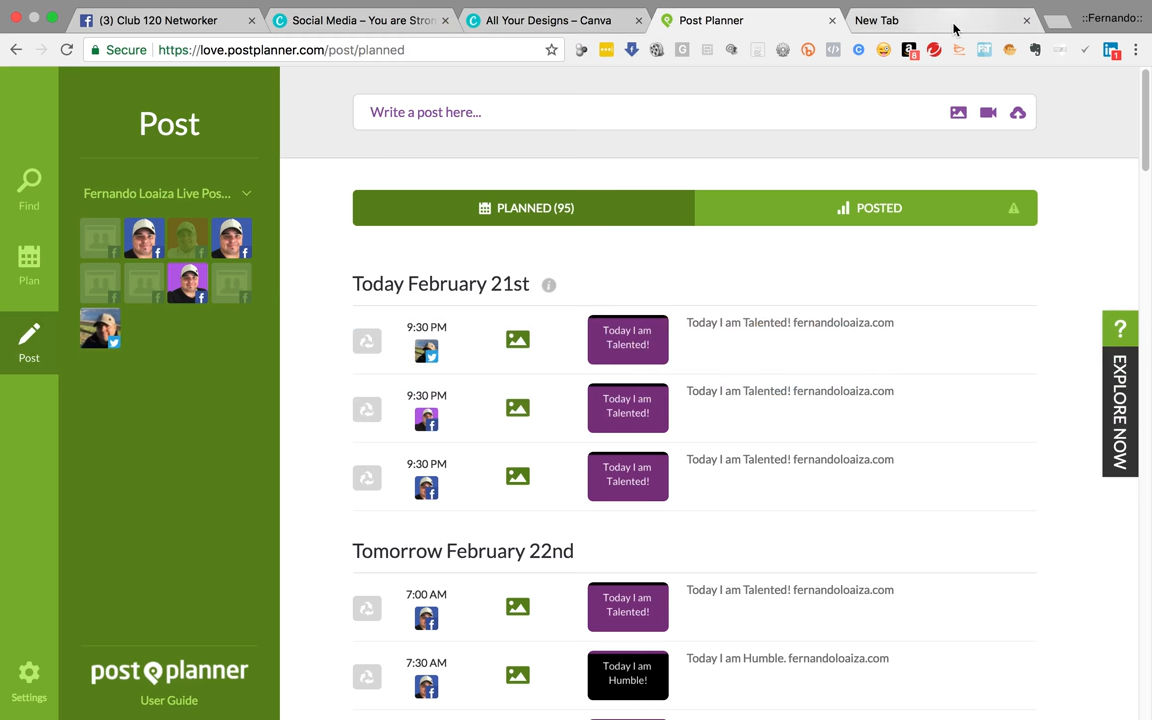 (3) Club 120 Networker
Social Media – You are Stron
All Your Designs – Canva
Post Planner
New Tab
::Fernando::
Secure
https://love.postplanner.com/post/planned
8
1
Post
Fernando Loaiza Live Pos...
Find
Plan
Post
Settings
post planner
User Guide
Write a post here...
PLANNED (95)
POSTED
Today February 21st
9:30 PM
Today I am
Talented!
Today I am Talented! fernandoloaiza.com
9:30 PM
Today I am
Talented!
Today I am Talented! fernandoloaiza.com
9:30 PM
Today I am
Talented!
Today I am Talented! fernandoloaiza.com
Tomorrow February 22nd
7:00 AM
Today I am
Talented!
Today I am Talented! fernandoloaiza.com
7:30 AM
Today I am
Humble!
Today I am Humble. fernandoloaiza.com
?
EXPLORE NOW